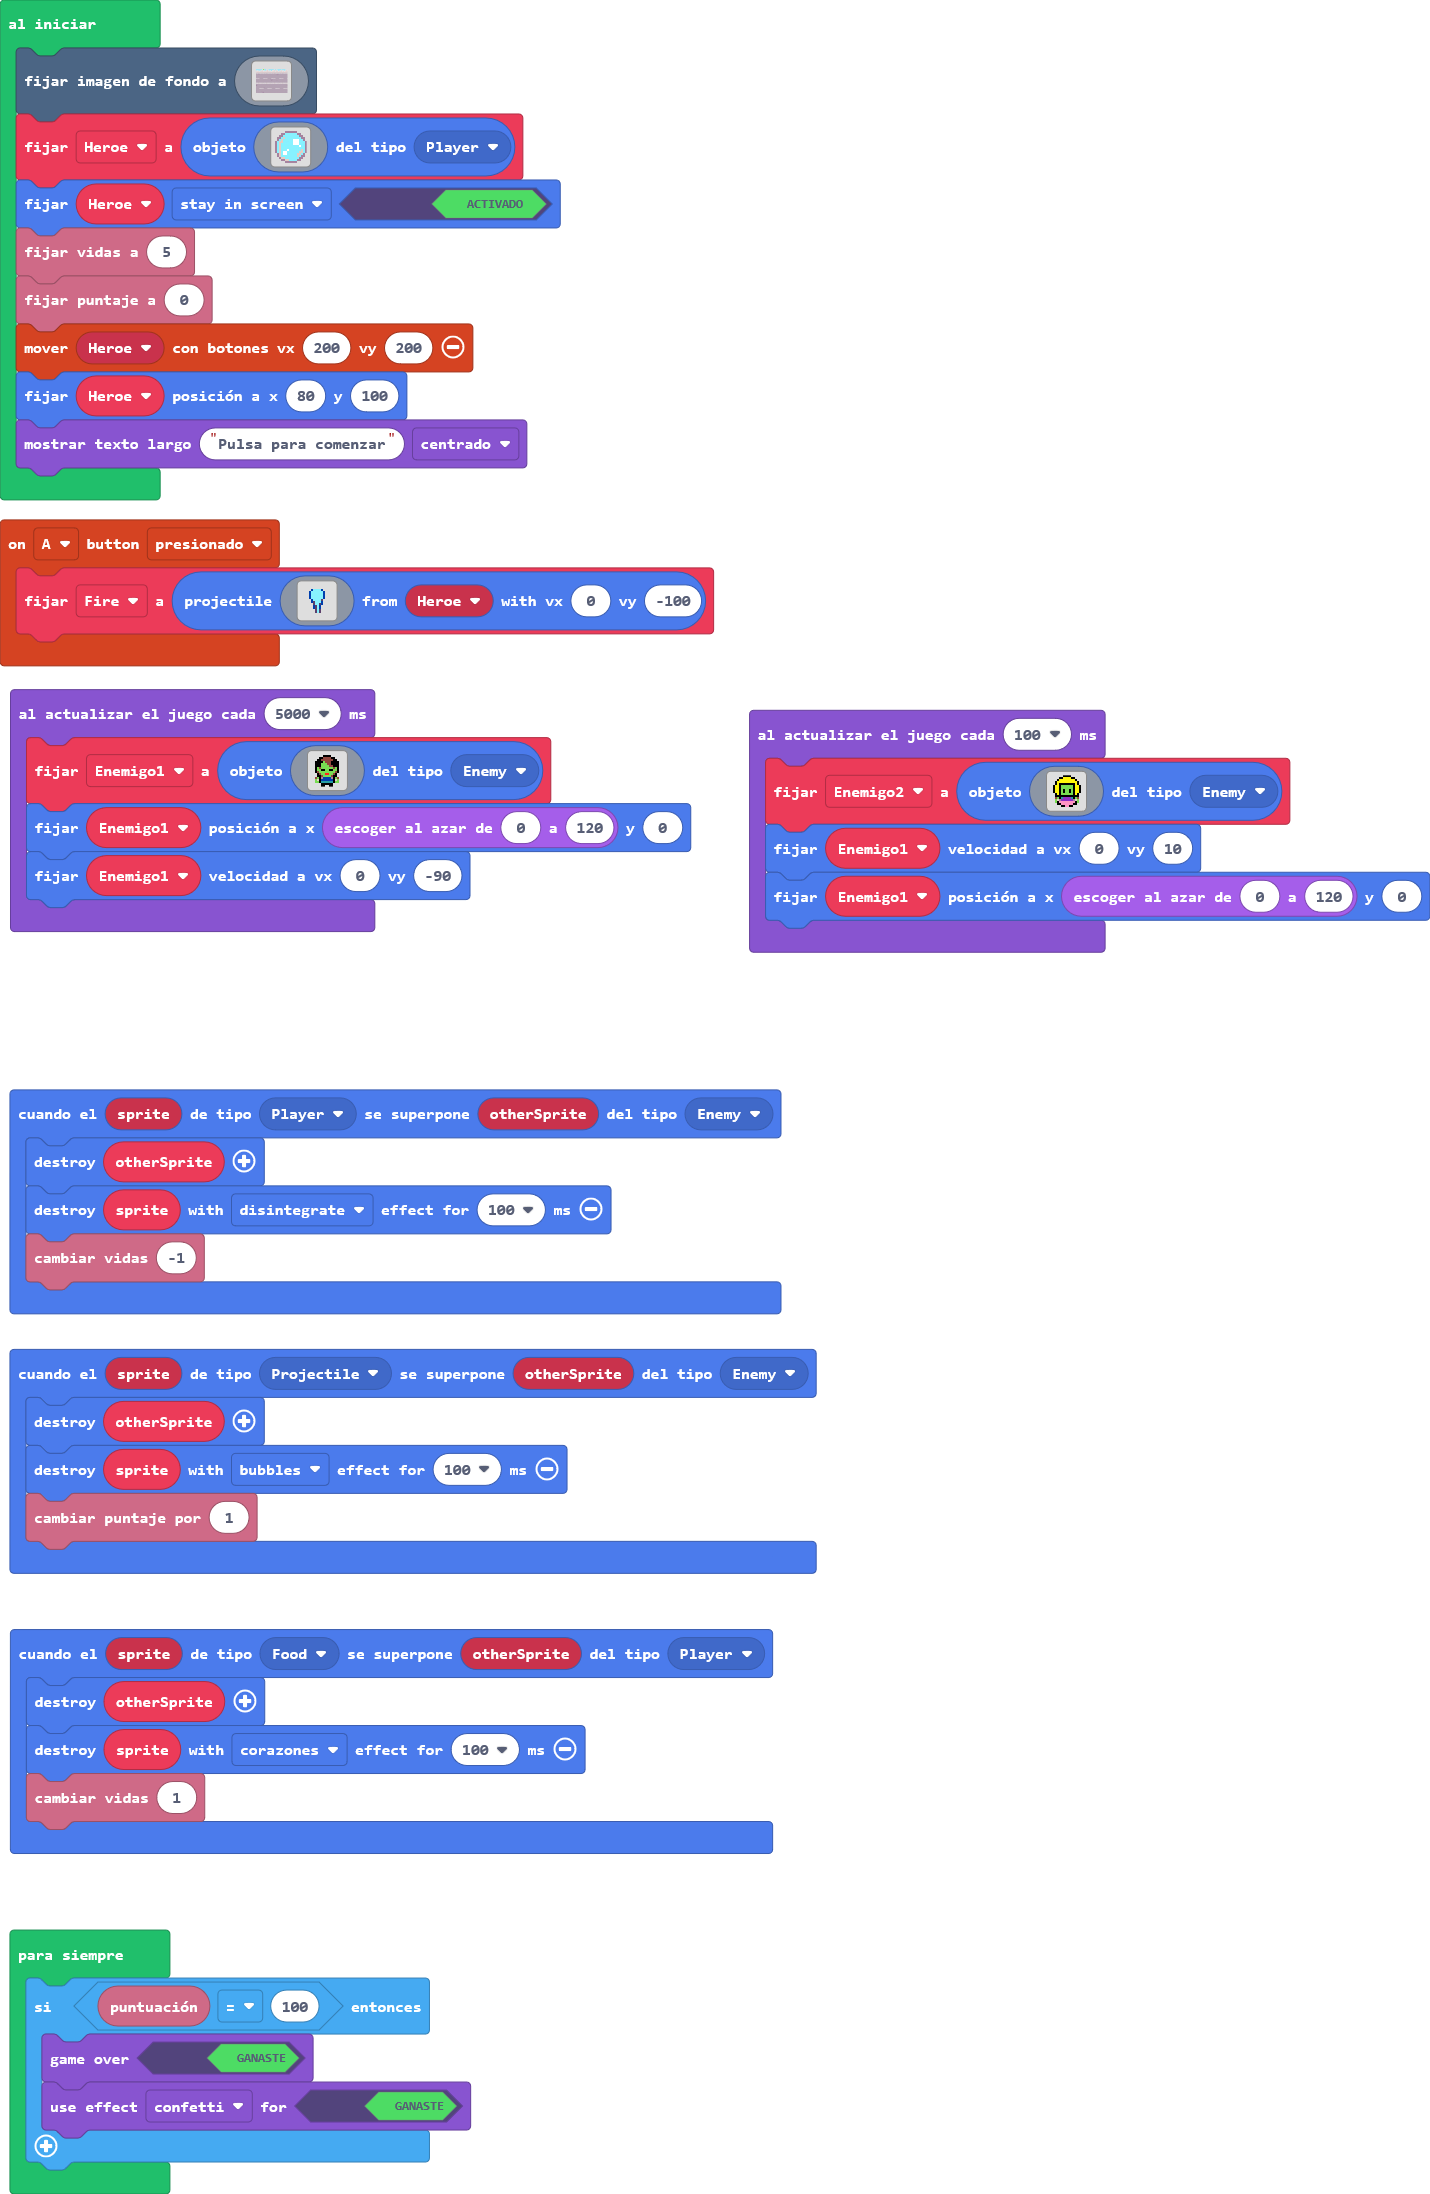 al iniciar
fijar imagen de fondo a
fijar Heroe a objeto del tipo Player
fijar Heroe stay in screen ACTIVADO
fijar vidas a 5
fijar puntaje a 0
mover Heroe con botones vx 200 vy 200
fijar Heroe posición a x 80 y 100
mostrar texto largo "Pulsa para comenzar" centrado
on A button presionado
fijar Fire a projectile from Heroe with vx 0 vy -100
al actualizar el juego cada 5000 ms
fijar Enemigo1 a objeto del tipo Enemy
fijar Enemigo1 posición a x escoger al azar de 0 a 120 y 0
fijar Enemigo1 velocidad a vx 0 vy -90
al actualizar el juego cada 100 ms
fijar Enemigo2 a objeto del tipo Enemy
fijar Enemigo1 velocidad a vx 0 vy 10
fijar Enemigo1 posición a x escoger al azar de 0 a 120 y 0
cuando el sprite de tipo Player se superpone otherSprite del tipo Enemy
destroy otherSprite
destroy sprite with disintegrate effect for 100 ms
cambiar vidas -1
cuando el sprite de tipo Projectile se superpone otherSprite del tipo Enemy
destroy otherSprite
destroy sprite with bubbles effect for 100 ms
cambiar puntaje por 1
cuando el sprite de tipo Food se superpone otherSprite del tipo Player
destroy otherSprite
destroy sprite with corazones effect for 100 ms
cambiar vidas 1
para siempre
si puntuación = 100 entonces
game over GANASTE
use effect confetti for GANASTE